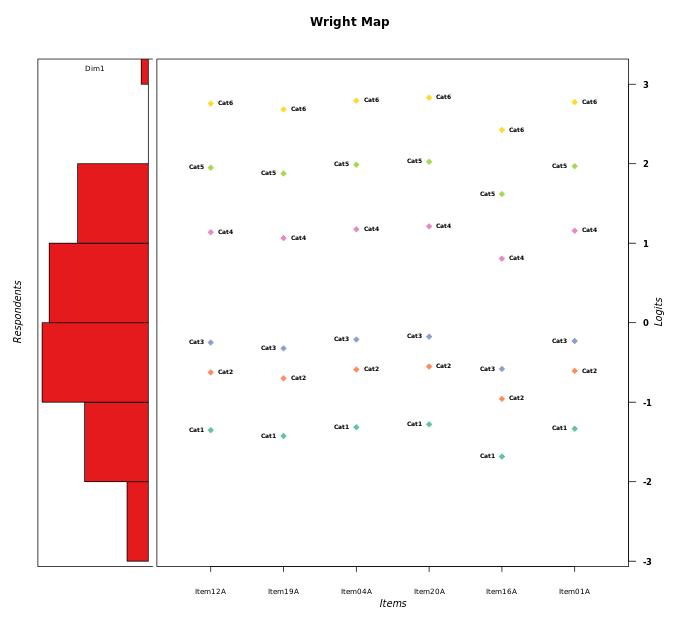 Wright Map
Dim1
3
Cat6 Cat6 Cat6 Cat6 Cat6 Cat6
2
Cat5 Cat5 Cat5 Cat5 Cat5 Cat5
Cat4 Cat4 Cat4 Cat4 Cat4 Cat4
1
Respondents
0
Logits
Cat3 Cat3 Cat3 Cat3 Cat3 Cat3
Cat2 Cat2 Cat2 Cat2 Cat2 Cat2
-1
Cat1 Cat1 Cat1 Cat1 Cat1 Cat1
-2
-3
Item12A Item19A Item04A Item20A Item16A Item01A
Items